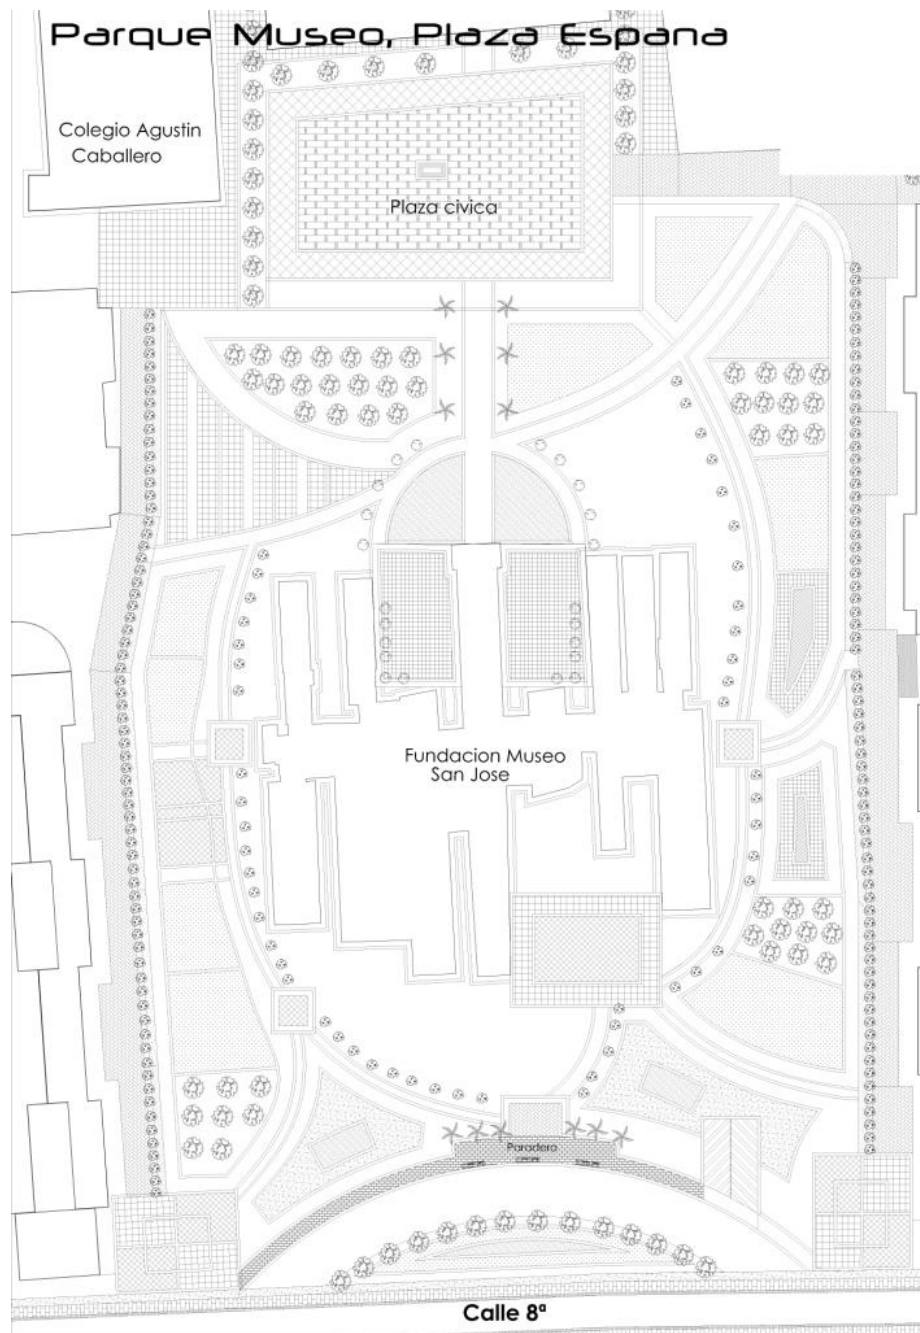 Parque Museo, Plaza Espana
Colegio Agustin
Caballero
Plaza civica
Fundacion Museo
San Jose
Paradero
Calle 8ª